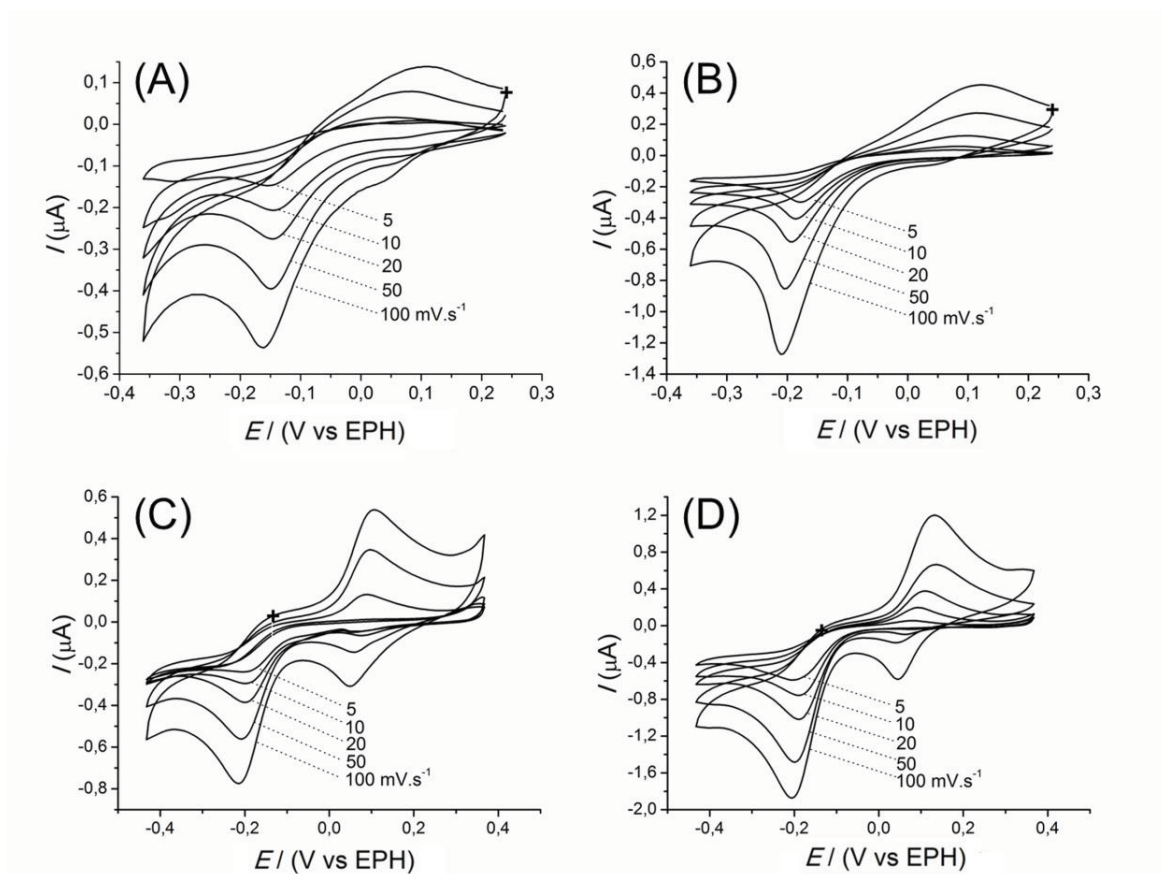 (A)
I (μA)
0,1
0,0
-0,1
-0,2
-0,3
-0,4
-0,5
-0,6
5
10
20
50
100 mV.s-1
-0,4 -0,3 -0,2 -0,1 0,0 0,1 0,2 0,3
E / (V vs EPH)
(B)
I (μA)
0,6
0,4
0,2
0,0
-0,2
-0,4
-0,6
-0,8
-1,0
-1,2
-1,4
5
10
20
50
100 mV.s-1
-0,4 -0,3 -0,2 -0,1 0,0 0,1 0,2 0,3
E / (V vs EPH)
(C)
I (μA)
0,6
0,4
0,2
0,0
-0,2
-0,4
-0,6
-0,8
5
10
20
50
100 mV.s-1
-0,4 -0,2 0,0 0,2 0,4
E / (V vs EPH)
(D)
I (μA)
1,2
0,8
0,4
0,0
-0,4
-0,8
-1,2
-1,6
-2,0
5
10
20
50
100 mV.s-1
-0,4 -0,2 0,0 0,2 0,4
E / (V vs EPH)